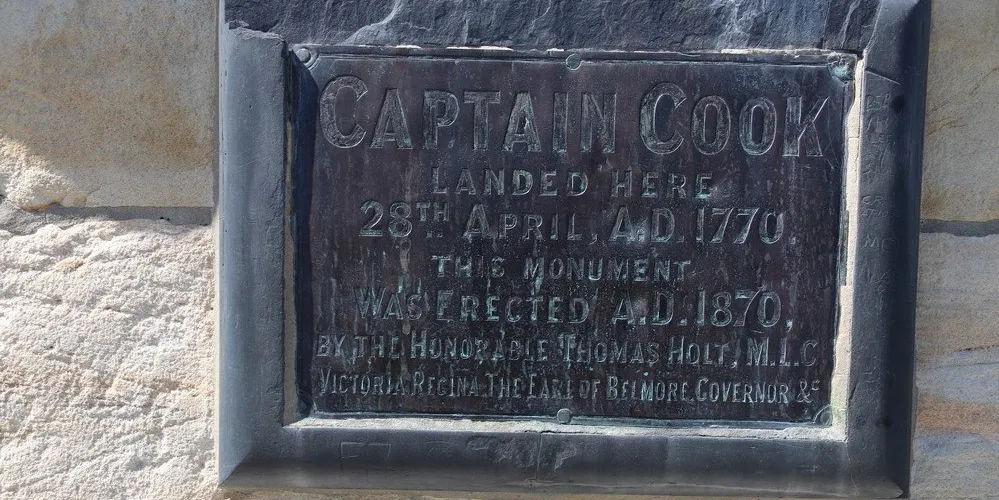 CAPTAIN COOK
LANDED HERE
28TH APRIL, A.D. 1770.
THIS MONUMENT
WAS ERECTED A.D. 1870,
BY THE HONORABLE THOMAS HOLT, M.L.C
VICTORIA REGINA. THE EARL OF BELMORE. GOVERNOR &c